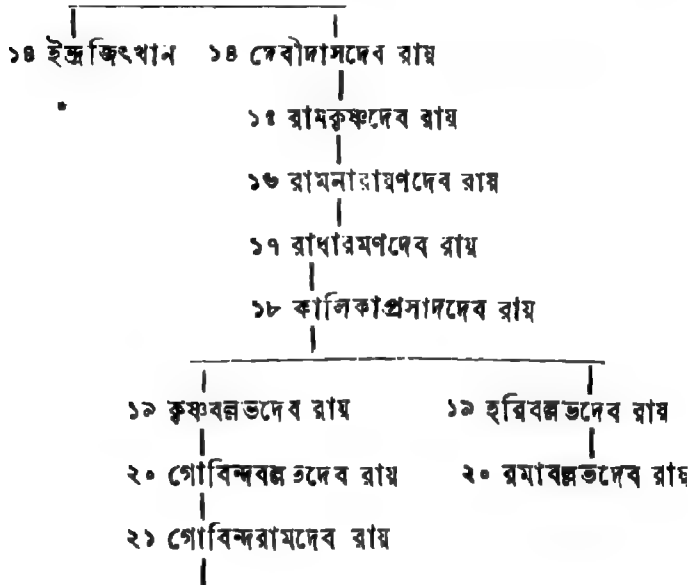 ১৪ ইন্দ্রজিৎখান ১৪ দেবীদাসদেব রায়
১৫ রামকৃষ্ণদেব রায়
১৬ রামনারায়ণদেব রায়
১৭ রাধারমণদেব রায়
১৮ কালিকাপ্রসাদদেব রায়
১৯ কৃষ্ণবল্লভদেব রায় ১৯ হরিবল্লভদেব রায়
২০ গোবিন্দবল্লভদেব রায় ২০ রমাবল্লভদেব রায়
২১ গোবিন্দরামদেব রায়